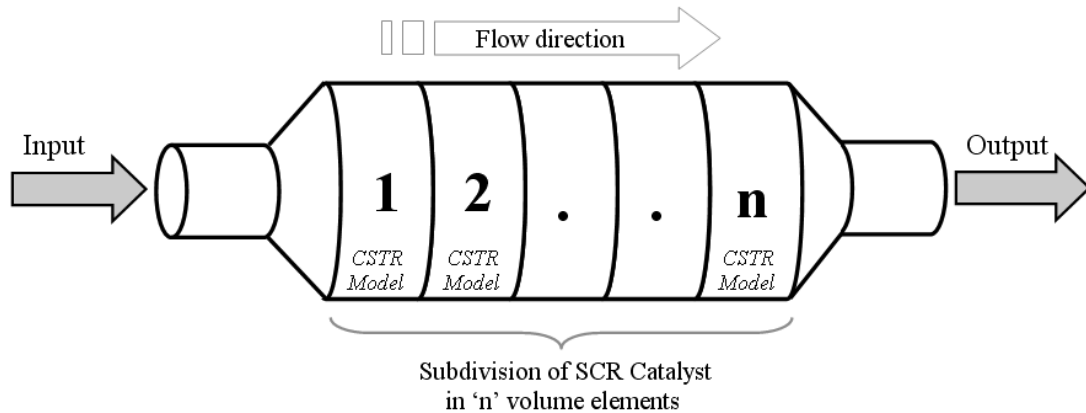 Flow direction
Input
Output
1 2 . . n
CSTR CSTR CSTR
Model Model Model
Subdivision of SCR Catalyst
in ‘n’ volume elements